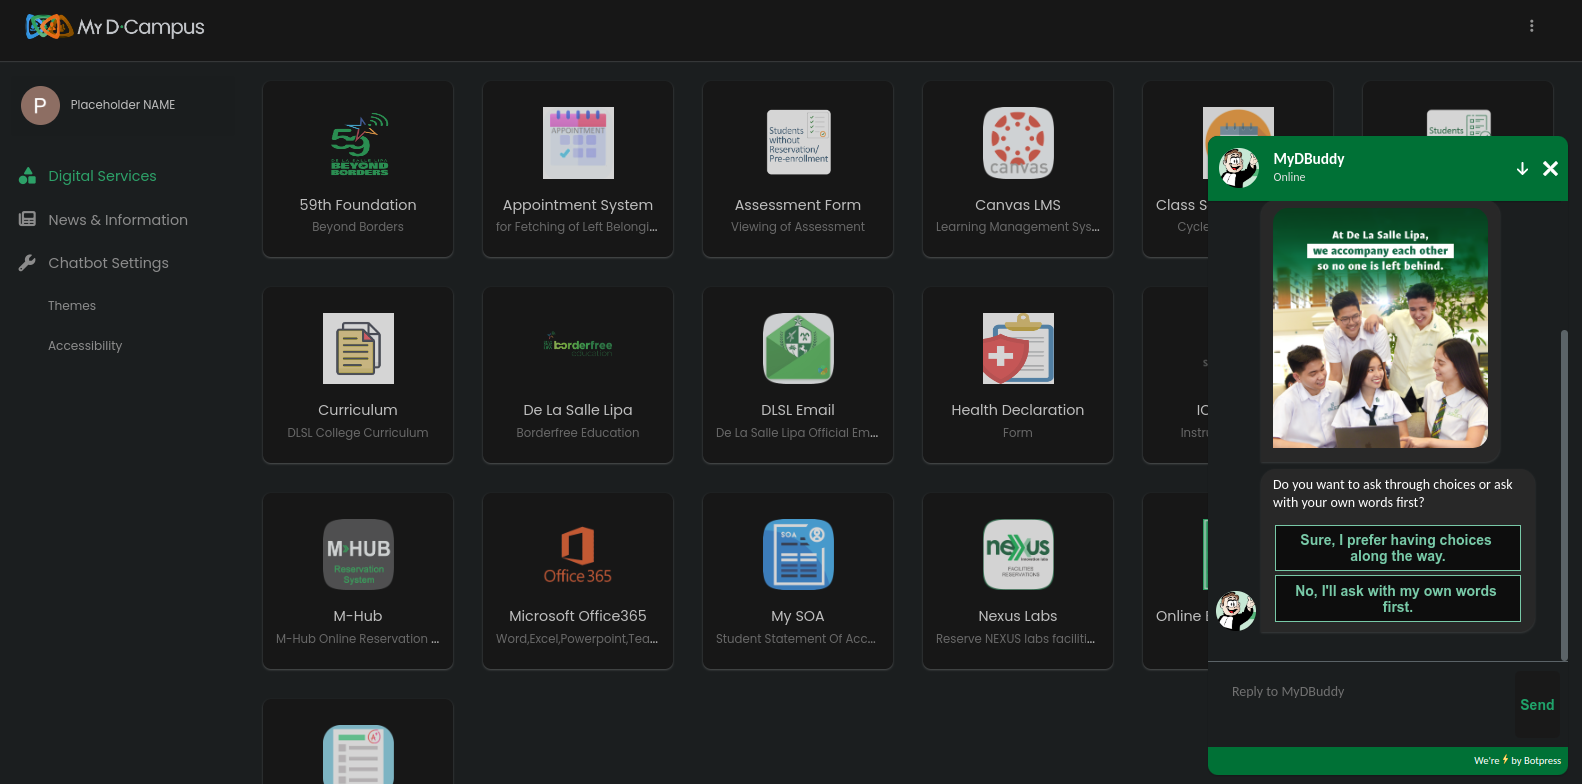 My D-Campus
P
Placeholder NAME
Digital Services
News & Information
Chatbot Settings
Themes
Accessibility
59
DE LA SALLE LIPA
BEYOND
BORDERS
59th Foundation
Beyond Borders
APPOINTMENT
Appointment System
for Fetching of Left Belongi...
Students
without
Reservation/
Pre-enrollment
Assessment Form
Viewing of Assessment
canvas
Canvas LMS
Learning Management Sys...
Class S
Cycle
Students
Curriculum
DLSL College Curriculum
borderfree
education
De La Salle Lipa
Borderfree Education
DLSL Email
De La Salle Lipa Official Em...
Health Declaration
Form
IC
Instru
M-HUB
Reservation
System
M-Hub
M-Hub Online Reservation ...
Office 365
Microsoft Office365
Word,Excel,Powerpoint,Tea...
SOA
My SOA
Student Statement Of Acc...
nexus
FACILITIES
RESERVATIONS
Nexus Labs
Reserve NEXUS labs faciliti...
Online E
A+
MyDBuddy
Online
At De La Salle Lipa,
we accompany each other
so no one is left behind.
Do you want to ask through choices or ask
with your own words first?
Sure, I prefer having choices
along the way.
No, I'll ask with my own words
first.
Reply to MyDBuddy
Send
We're ⚡ by Botpress